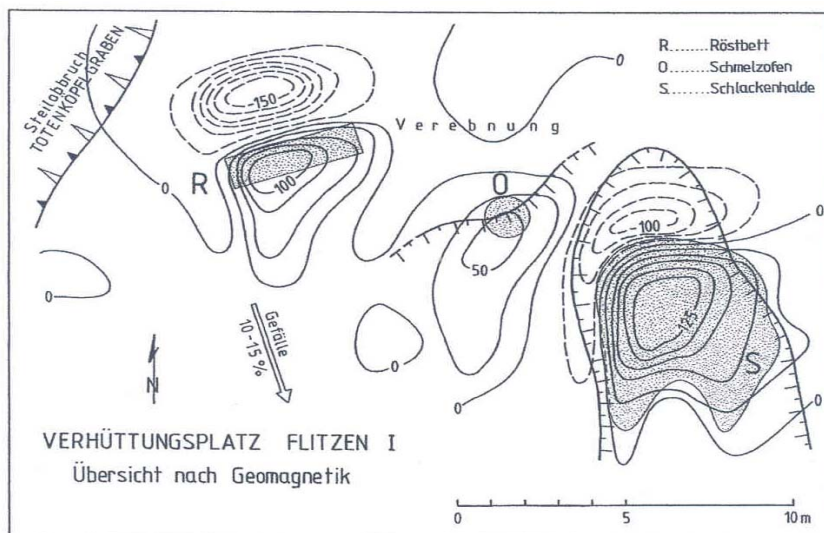 Steilabbruch
TOTENKÖPFLGRABEN
R.......Röstbett
O.......Schmelzofen
S.......Schlackenhalde
-150
Verebnung
0
R
100
0
O
50
-100
0
0
125
S
Gefälle
10-15%
0
0
0
N
VERHÜTTUNGSPLATZ FLITZEN I
Übersicht nach Geomagnetik
0
5
10 m